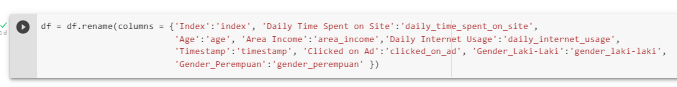 df = df.rename(columns = {'Index':'index', 'Daily Time Spent on Site':'daily_time_spent_on_site',
'Age':'age', 'Area Income':'area_income','Daily Internet Usage':'daily_internet_usage',
'Timestamp':'timestamp', 'Clicked on Ad':'clicked_on_ad', 'Gender_Laki-Laki':'gender_laki-laki',
'Gender_Perempuan':'gender_perempuan' })